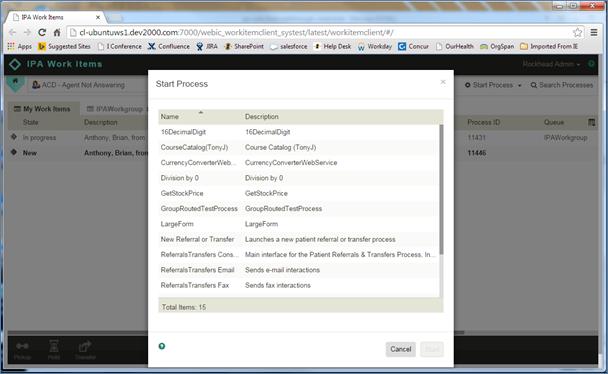 IPA Work Items
cl-ubuntuws1.dev2000.com:7000/webic_workitemclient_systest/latest/workitemclient/#/
Apps Suggested Sites I Conference Confluence JIRA SharePoint salesforce Help Desk Workday Concur OurHealth OrgSpan Imported From IE
IPA Work Items
Rockhead Admin
ACD - Agent Not Answering
Start Process
Search Processes
My Work Items
IPAWorkgroup
State
Description
Process ID
Queue
In progress
Anthony, Brian, from
11431
IPAWorkgroup
New
Anthony, Brian, from
11446
Start Process
×
Name Description
16DecimalDigit 16DecimalDigit
CourseCatalog(TonyJ) Course Catalog (TonyJ)
CurrencyConverterWeb... CurrencyConverterWebService
Division by 0 Division by 0
GetStockPrice GetStockPrice
GroupRoutedTestProcess GroupRoutedTestProcess
LargeForm LargeForm
New Referral or Transfer Launches a new patient referral or transfer process
ReferralsTransfers Cons... Main interface for the Patient Referrals & Transfers Process, In...
ReferralsTransfers Email Sends e-mail interactions
ReferralsTransfers Fax Sends fax interactions
Total Items: 15
Cancel Start
Pickup Hold Transfer